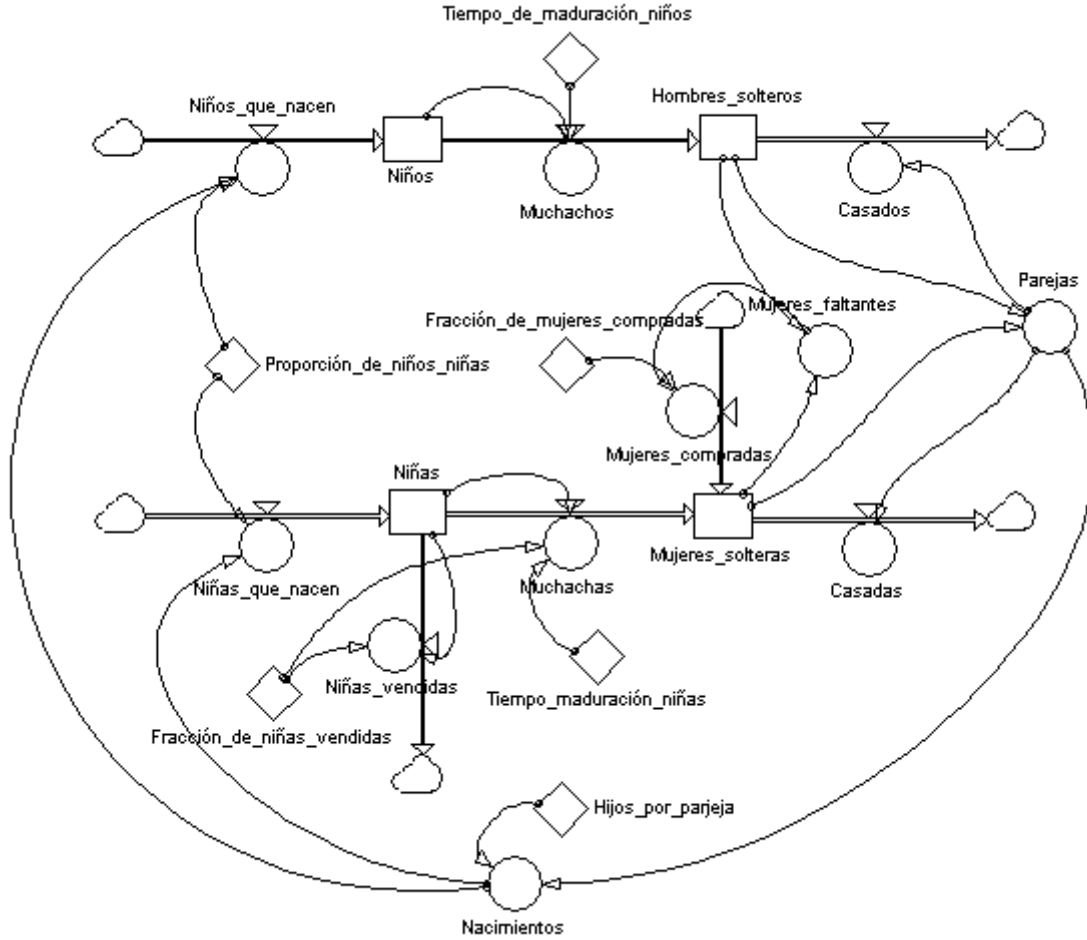 Tiempo_de_maduración_niños
Niños_que_nacen
Hombres_solteros
Niños
Muchachos
Casados
Parejas
Fracción_de_mujeres_compradas
Mujeres_faltantes
Proporción_de_niños_niñas
Mujeres_compradas
Niñas
Niñas_que_nacen
Muchachas
Mujeres_solteras
Casadas
Niñas_vendidas
Tiempo_maduración_niñas
Fracción_de_niñas_vendidas
Hijos_por_parjeja
Nacimientos